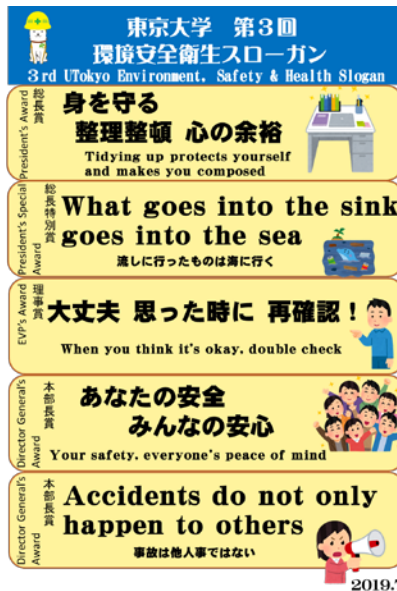 東京大学 第3回
環境安全衛生スローガン
3rd UTokyo Environment, Safety & Health Slogan
総長賞
President's Award
身を守る
整理整頓 心の余裕
Tidying up protects yourself
and makes you composed
総長特別賞
President's Special
Award
What goes into the sink
goes into the sea
流しに行ったものは海に行く
理事賞
EVP's Award
大丈夫 思った時に 再確認!
When you think it's okay, double check
本部長賞
Director General's
Award
あなたの安全
みんなの安心
Your safety, everyone's peace of mind
本部長賞
Director General's
Award
Accidents do not only
happen to others
事故は他人事ではない
2019.7